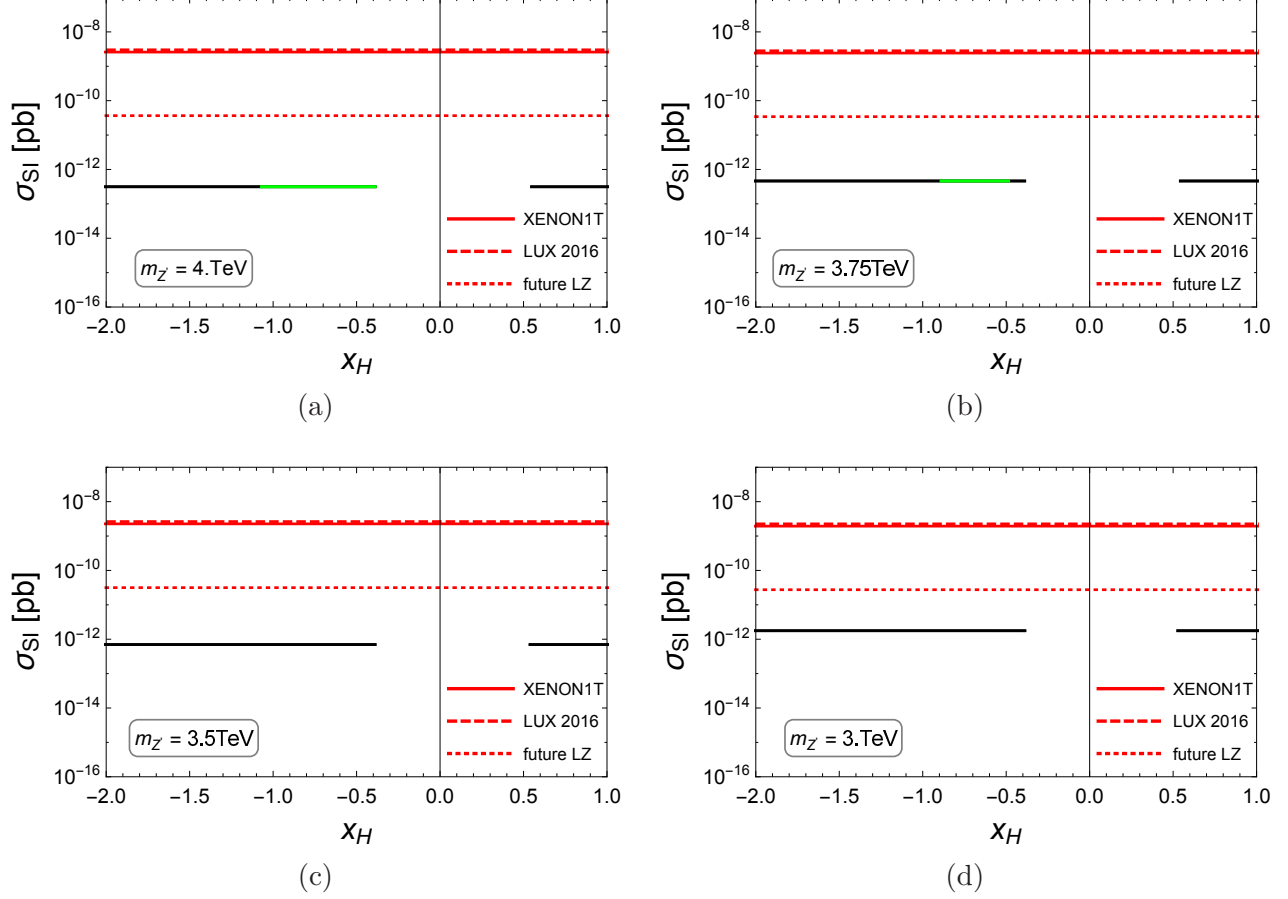 10⁻⁸
10⁻¹⁰
10⁻¹²
10⁻¹⁴
10⁻¹⁶
σ_SI [pb]
XENON1T
LUX 2016
future LZ
m_Z' = 4.TeV
−2.0 −1.5 −1.0 −0.5 0.0 0.5 1.0
x_H
(a)
10⁻⁸
10⁻¹⁰
10⁻¹²
10⁻¹⁴
10⁻¹⁶
σ_SI [pb]
XENON1T
LUX 2016
future LZ
m_Z' = 3.75TeV
−2.0 −1.5 −1.0 −0.5 0.0 0.5 1.0
x_H
(b)
10⁻⁸
10⁻¹⁰
10⁻¹²
10⁻¹⁴
10⁻¹⁶
σ_SI [pb]
XENON1T
LUX 2016
future LZ
m_Z' = 3.5TeV
−2.0 −1.5 −1.0 −0.5 0.0 0.5 1.0
x_H
(c)
10⁻⁸
10⁻¹⁰
10⁻¹²
10⁻¹⁴
10⁻¹⁶
σ_SI [pb]
XENON1T
LUX 2016
future LZ
m_Z' = 3.TeV
−2.0 −1.5 −1.0 −0.5 0.0 0.5 1.0
x_H
(d)